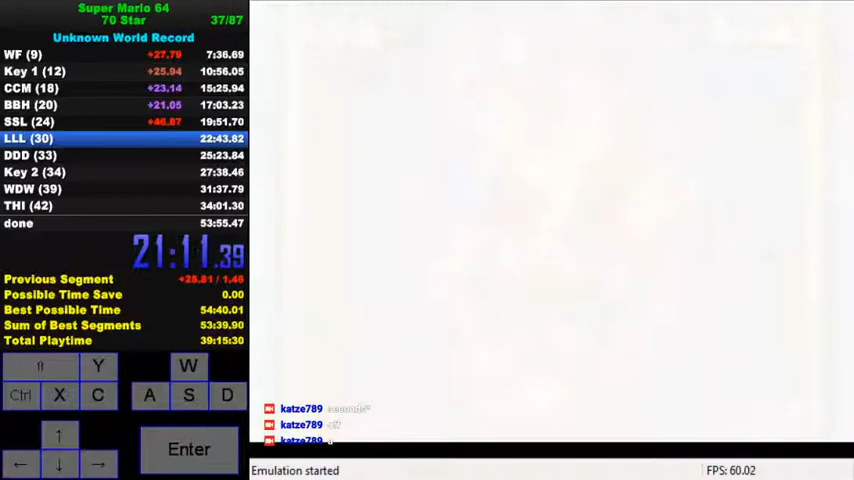 Super Mario 64
70 Star 37/87
Unknown World Record
WF (9) +27.79 7:36.69
Key 1 (12) +25.94 10:56.05
CCM (18) +23.14 15:25.94
BBH (20) +21.05 17:03.23
SSL (24) +46.87 19:51.70
LLL (30) 22:43.82
DDD (33) 25:23.84
Key 2 (34) 27:38.46
WDW (39) 31:37.79
THI (42) 34:01.30
done 53:55.47
21:11.39
Previous Segment +25.81 / 1.46
Possible Time Save 0.00
Best Possible Time 54:40.01
Sum of Best Segments 53:39.90
Total Playtime 39:15:30
⇧ Y W
Ctrl X C A S D
↑ Enter
← ↓ →
katze789 seconds*
katze789 off
katze789 a
Emulation started FPS: 60.02